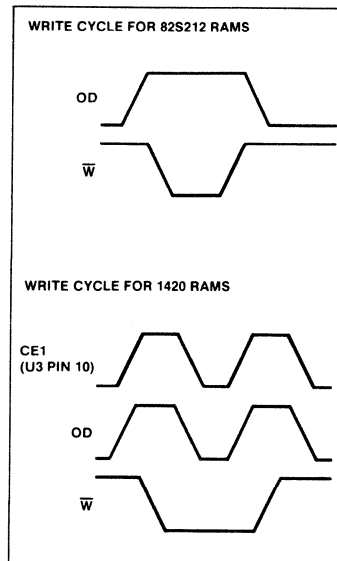 WRITE CYCLE FOR 82S212 RAMS
OD
W̅
WRITE CYCLE FOR 1420 RAMS
CE1
(U3 PIN 10)
OD
W̅